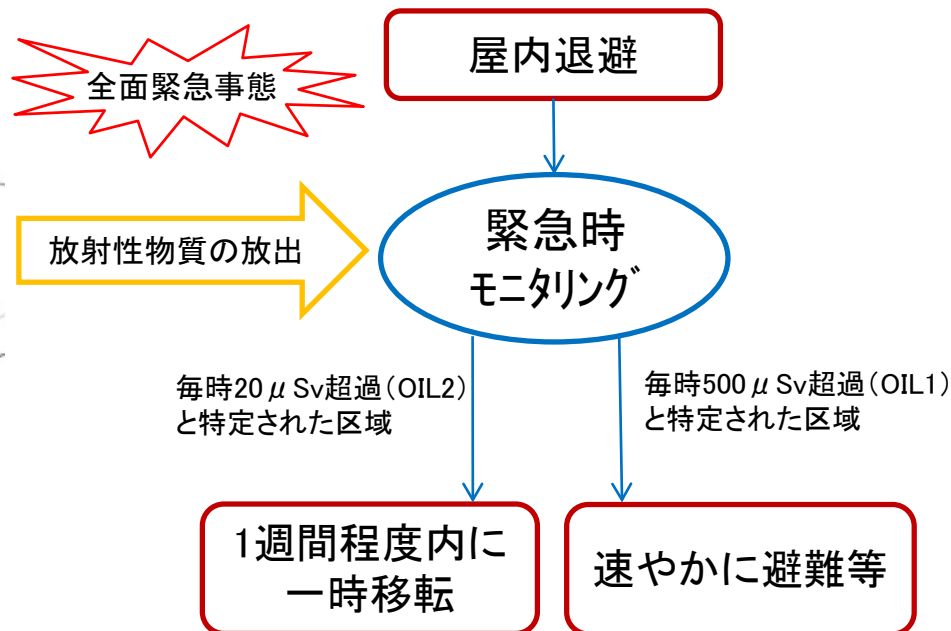 屋内退避
全面緊急事態
放射性物質の放出
緊急時
モニタリング
毎時20μSv超過(OIL2)
と特定された区域
毎時500μSv超過(OIL1)
と特定された区域
1週間程度内に
一時移転
速やかに避難等